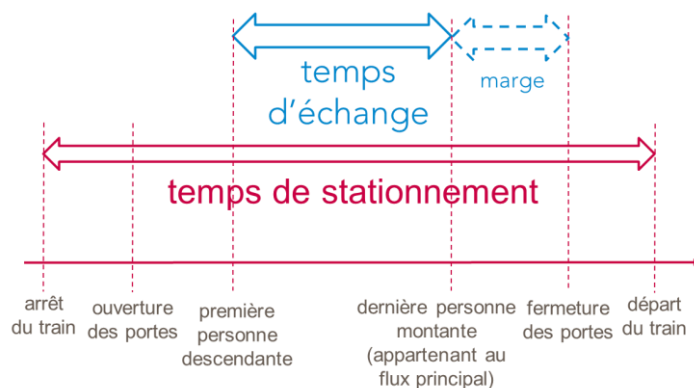 temps
d'échange
marge
temps de stationnement
arrêt
du train
ouverture
des portes
première
personne
descendante
dernière personne
montante
(appartenant au
flux principal)
fermeture
des portes
départ
du train